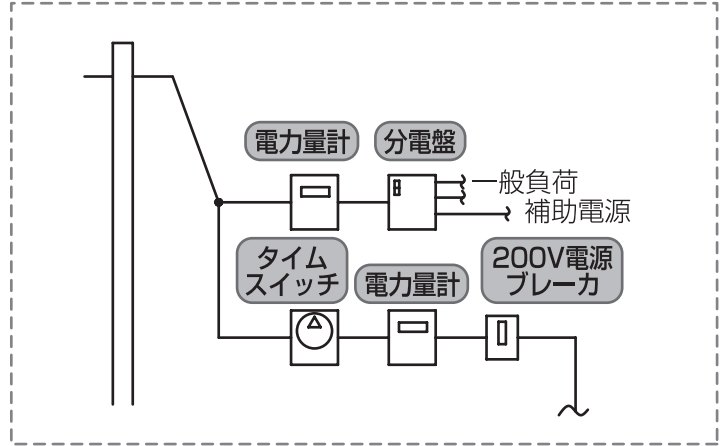 電力量計
分電盤
一般負荷
補助電源
タイム
スイッチ
電力量計
200V電源
ブレーカ